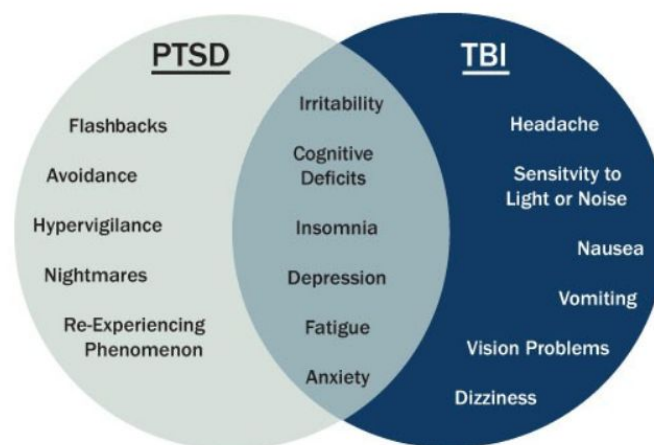 PTSD
Flashbacks
Avoidance
Hypervigilance
Nightmares
Re-Experiencing
Phenomenon
Irritability
Cognitive
Deficits
Insomnia
Depression
Fatigue
Anxiety
TBI
Headache
Sensitvity to
Light or Noise
Nausea
Vomiting
Vision Problems
Dizziness